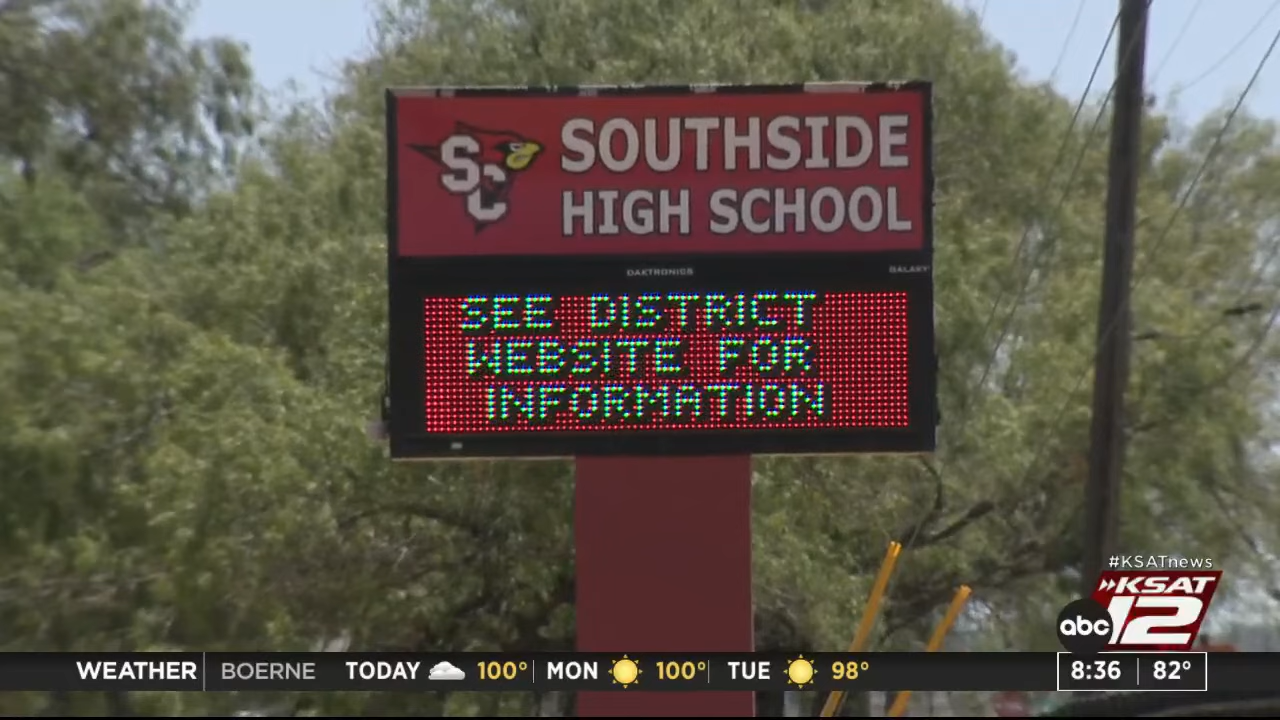 SC
SOUTHSIDE
HIGH SCHOOL
DAKTRONICS
GALAXY
SEE DISTRICT
WEBSITE FOR
INFORMATION
#KSATnews
KSAT
abc 12
WEATHER BOERNE TODAY 100° MON 100° TUE 98° 8:36 82°